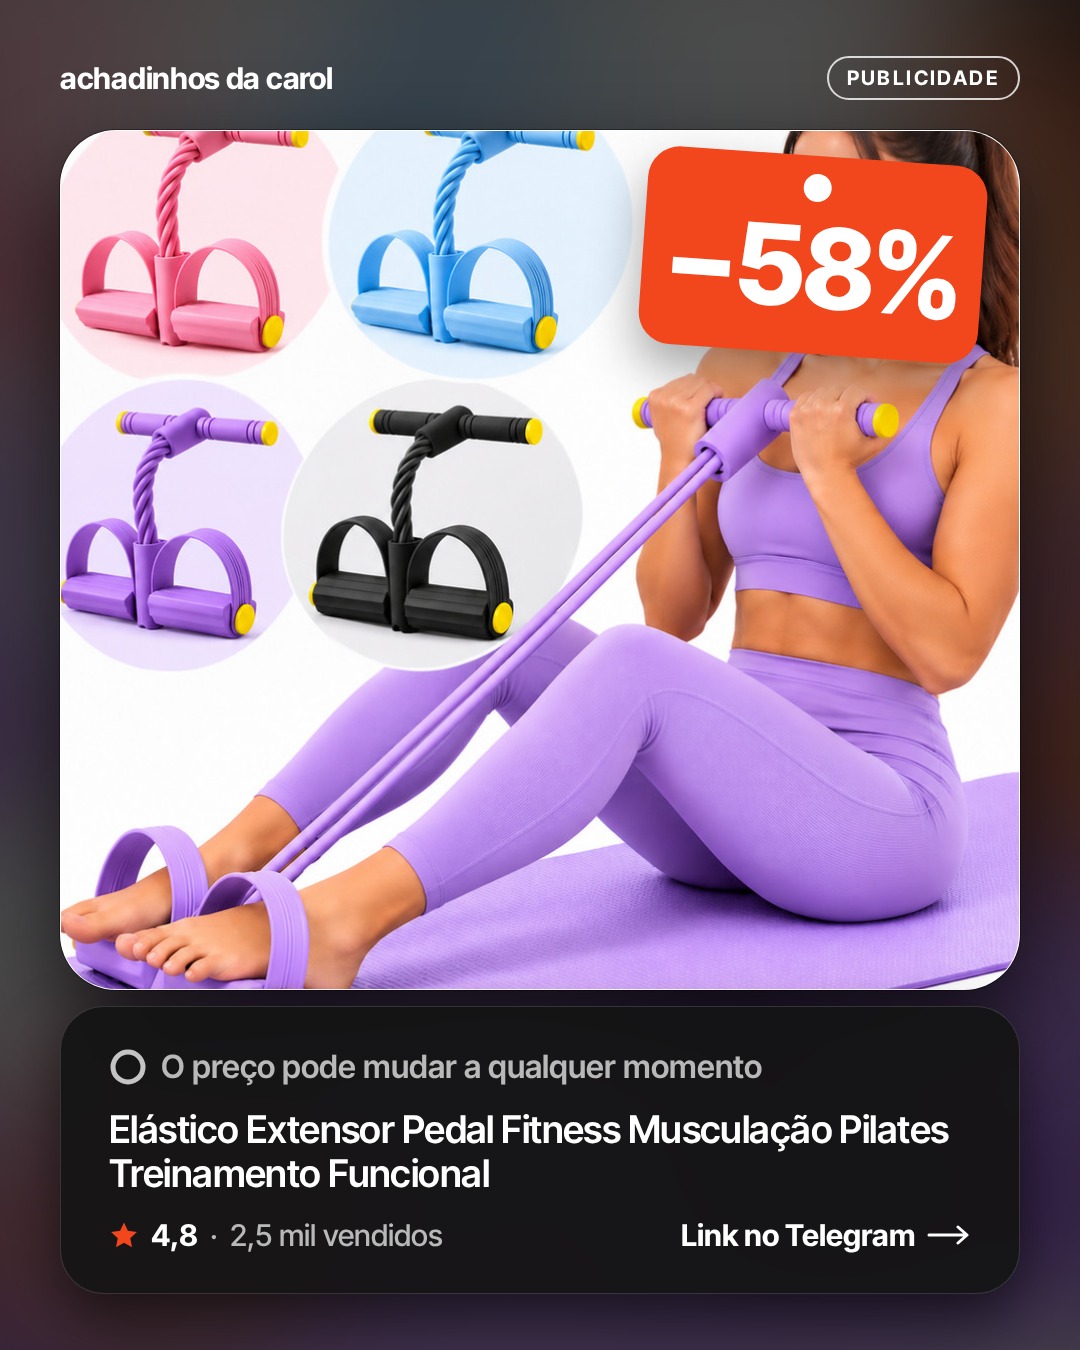 achadinhos da carol
PUBLICIDADE
–58%
O preço pode mudar a qualquer momento
Elástico Extensor Pedal Fitness Musculação Pilates
Treinamento Funcional
4,8 · 2,5 mil vendidos
Link no Telegram →